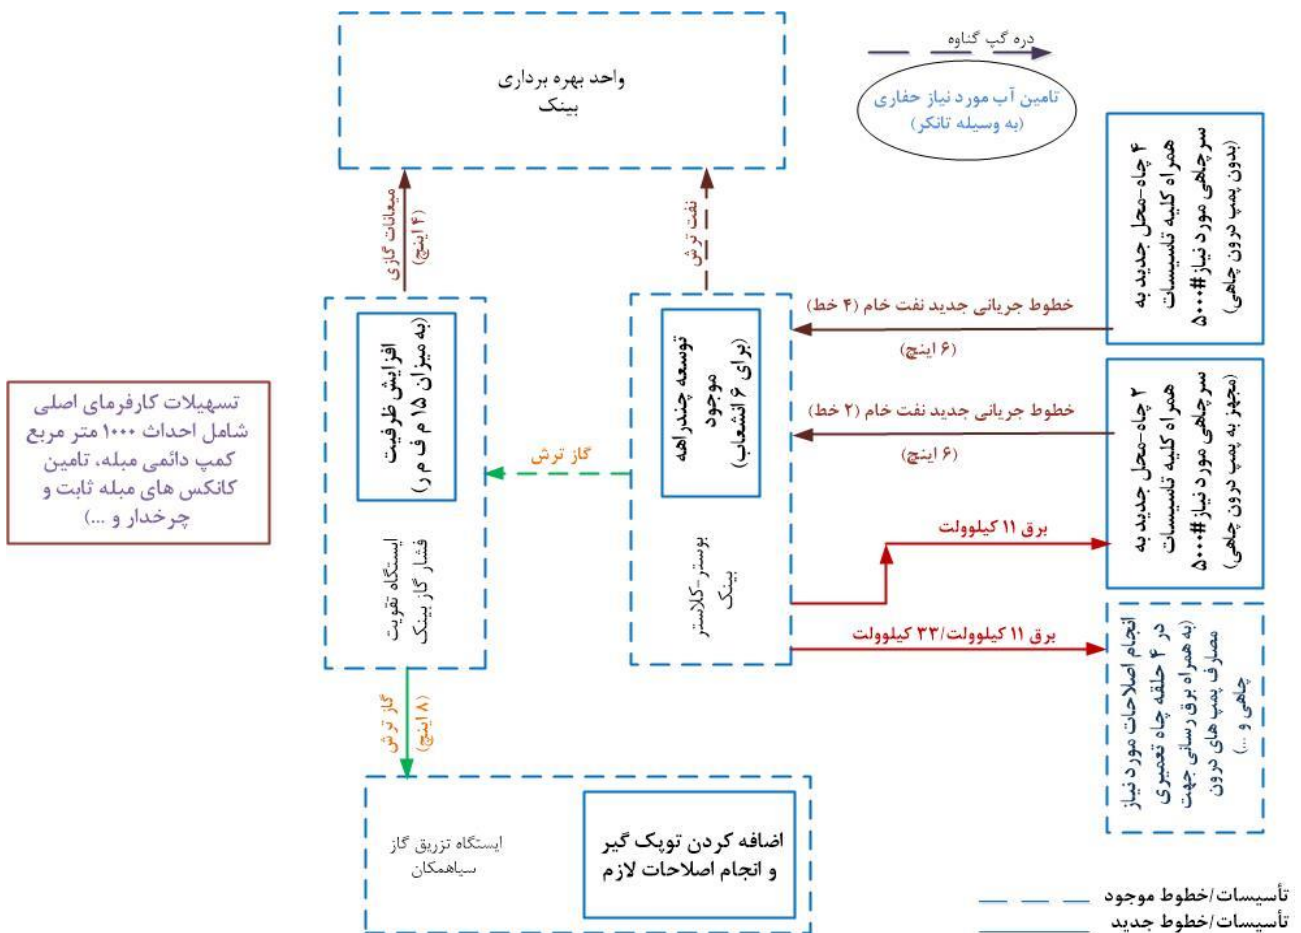 دره گپ گناوه
تامین آب مورد نیاز حفاری
(به وسیله تانکر)
واحد بهره برداری
بینک
۴ چاه-محل جدید به
همراه کلیه تاسیسات
سرچاهی مورد نیاز#۵۰۰۰
(بدون پمپ درون چاهی)
میعانات گازی
(۴ اینچ)
نفت ترش
خطوط جریانی جدید نفت خام (۴ خط)
(۶ اینچ)
توسعه چندراهه
موجود
(برای ۶ انشعاب)
افزایش ظرفیت
(به میزان ۱۵ م ف م ر)
۲ چاه-محل جدید به
همراه کلیه تاسیسات
سرچاهی مورد نیاز#۵۰۰۰
(مجهز به پمپ درون چاهی)
خطوط جریانی جدید نفت خام (۲ خط)
(۶ اینچ)
گاز ترش
تسهیلات کارفرمای اصلی
شامل احداث ۱۰۰۰ متر مربع
کمپ دائمی مبله، تامین
کانکس های مبله ثابت و
چرخدار و ...)
برق ۱۱ کیلوولت
بوستر-کلاستر
بینک
ایستگاه تقویت
فشار گاز بینک
برق ۱۱ کیلوولت/۳۳ کیلوولت
انجام اصلاحات مورد نیاز
در ۴ حلقه چاه تعمیری
(به همراه برق رسانی جهت
مصارف پمپ های درون
چاهی و ...)
گاز ترش
(۸ اینچ)
اضافه کردن توپک گیر
و انجام اصلاحات لازم
ایستگاه تزریق گاز
سیاهمکان
تأسیسات/خطوط موجود
تأسیسات/خطوط جدید